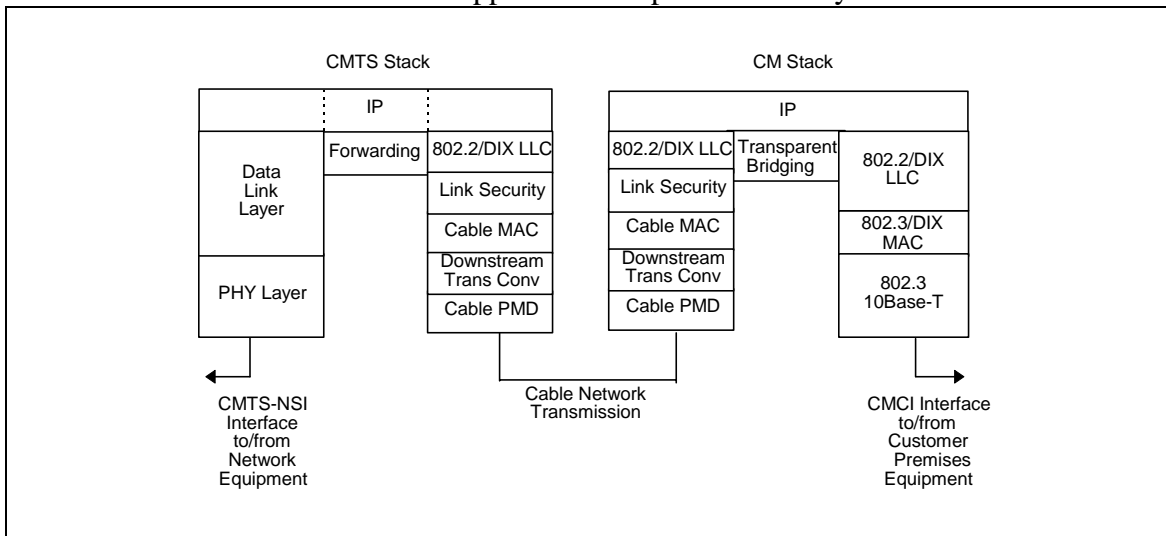 CMTS Stack
CM Stack
IP
IP
Data
Link
Layer
Forwarding
802.2/DIX LLC
Link Security
Cable MAC
Downstream
Trans Conv
Cable PMD
PHY Layer
802.2/DIX LLC
Link Security
Cable MAC
Downstream
Trans Conv
Cable PMD
Transparent
Bridging
802.2/DIX
LLC
802.3/DIX
MAC
802.3
10Base-T
Cable Network
Transmission
CMTS-NSI
Interface
to/from
Network
Equipment
CMCI Interface
to/from
Customer
Premises
Equipment